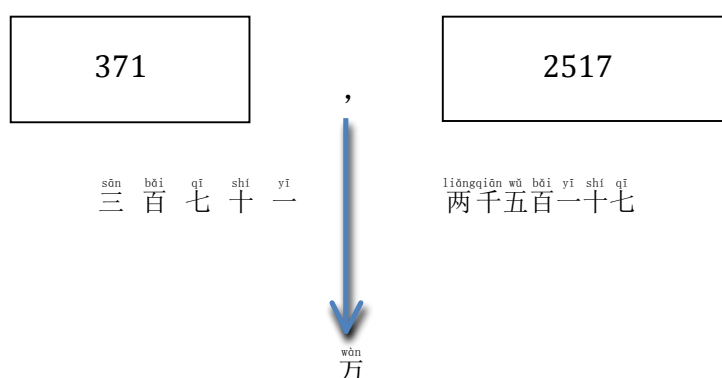 371 , 2517
sān bǎi qī shí yī liǎngqiān wǔ bǎi yī shí qī
三 百 七 十 一 两千五百一十七
wàn
万